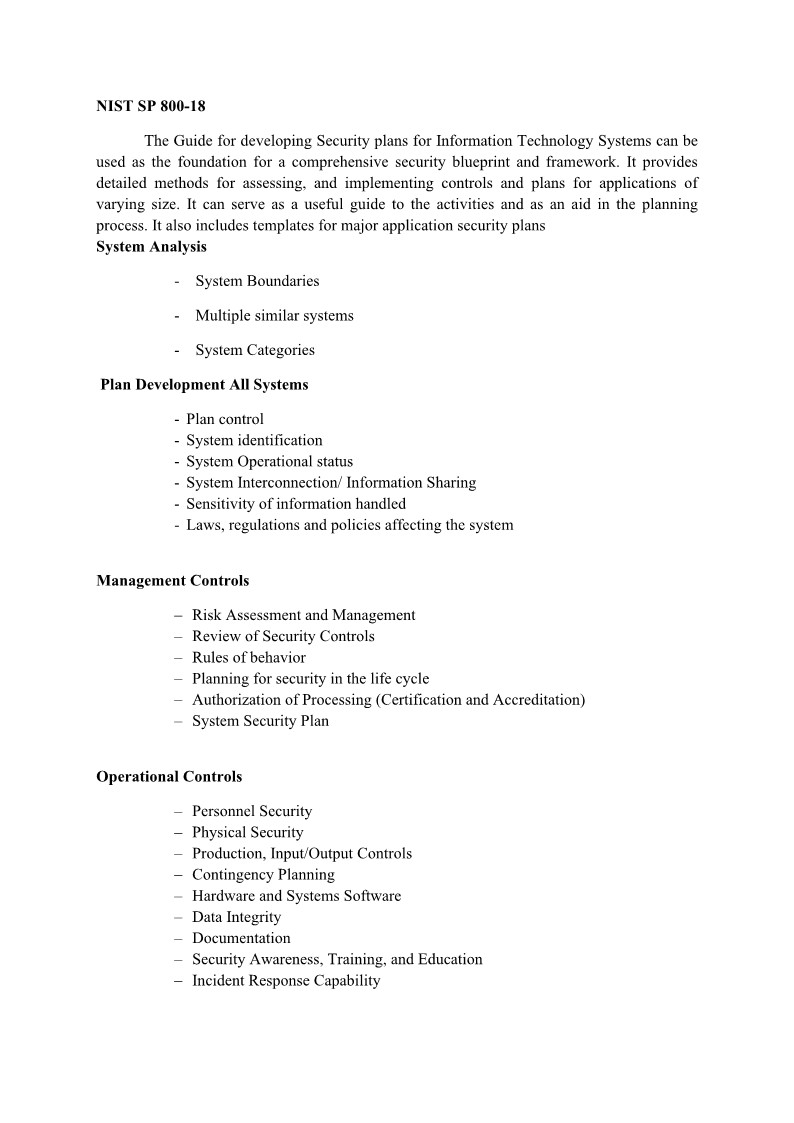 NIST SP 800-18
The Guide for developing Security plans for Information Technology Systems can be
used as the foundation for a comprehensive security blueprint and framework. It provides
detailed methods for assessing, and implementing controls and plans for applications of
varying size. It can serve as a useful guide to the activities and as an aid in the planning
process. It also includes templates for major application security plans
System Analysis
- System Boundaries
- Multiple similar systems
- System Categories
Plan Development All Systems
- Plan control
- System identification
- System Operational status
- System Interconnection/ Information Sharing
- Sensitivity of information handled
- Laws, regulations and policies affecting the system
Management Controls
– Risk Assessment and Management
– Review of Security Controls
– Rules of behavior
– Planning for security in the life cycle
– Authorization of Processing (Certification and Accreditation)
– System Security Plan
Operational Controls
– Personnel Security
– Physical Security
– Production, Input/Output Controls
– Contingency Planning
– Hardware and Systems Software
– Data Integrity
– Documentation
– Security Awareness, Training, and Education
– Incident Response Capability